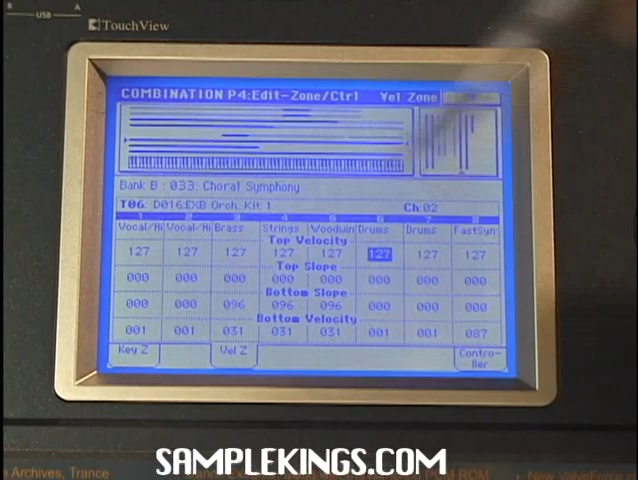 B A
USB
TouchView
COMBINATION P4:Edit-Zone/Ctrl Vel Zone
Bank B : 033: Choral Symphony
T06: D016:EXB Orch. Kit 1 Ch:02
1 2 3 4 5 6 7 8
Vocal/Ai Vocal/Ai Brass Strings Woodwin Drums Drums FastSyn
Top Velocity
127 127 127 127 127 127 127 127
Top Slope
000 000 000 000 000 000 000 000
Bottom Slope
000 000 096 096 096 000 000 000
Bottom Velocity
001 001 031 031 031 001 001 087
Key Z Vel Z Contro-
ller
SAMPLEKINGS.COM
e Archives, Trance
New ValveForce